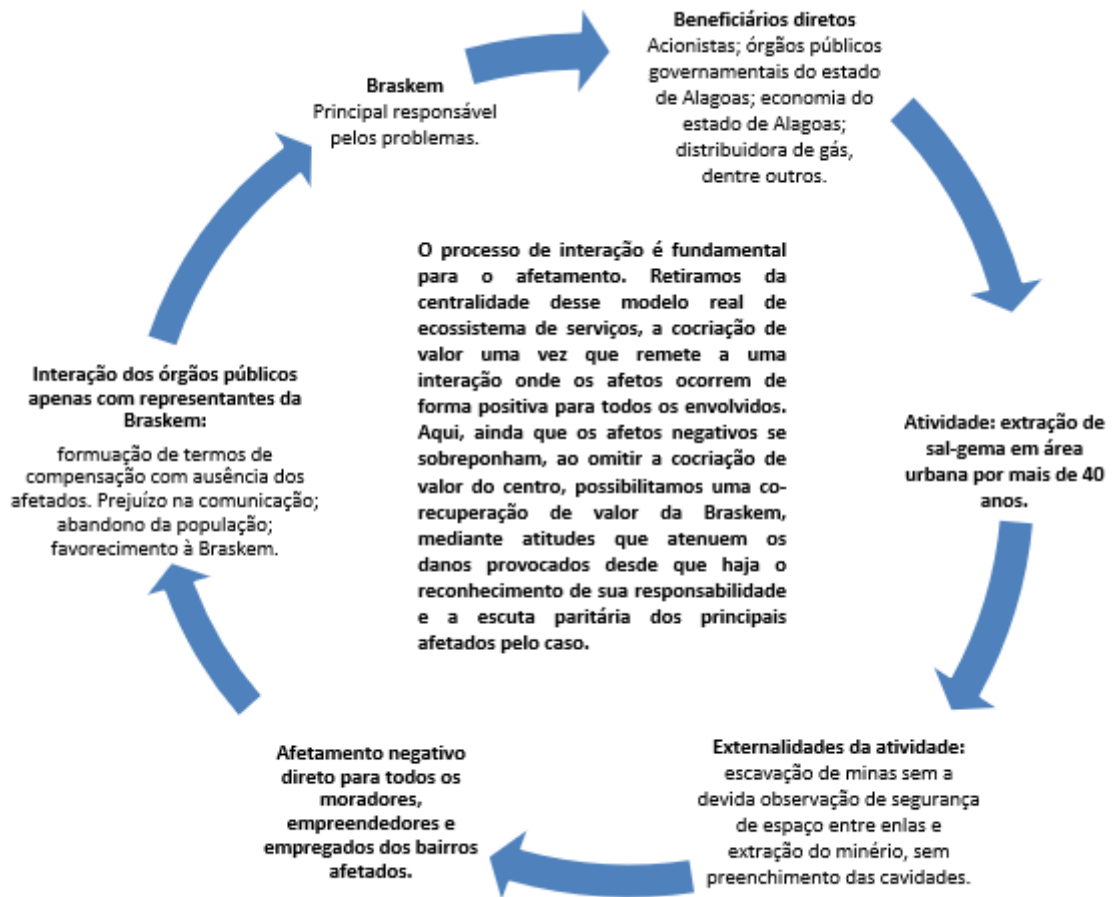 Braskem
Principal responsável
pelos problemas.
Beneficiários diretos
Acionistas; órgãos públicos
governamentais do estado
de Alagoas; economia do
estado de Alagoas;
distribuidora de gás,
dentre outros.
Atividade: extração de
sal-gema em área
urbana por mais de 40
anos.
Externalidades da atividade:
escavação de minas sem a
devida observação de segurança
de espaço entre enlas e
extração do minério, sem
preenchimento das cavidades.
Afetamento negativo
direto para todos os
moradores,
empreendedores e
empregados dos bairros
afetados.
Interação dos órgãos públicos
apenas com representantes da
Braskem:
formuação de termos de
compensação com ausência dos
afetados. Prejuízo na comunicação;
abandono da população;
favorecimento à Braskem.
O processo de interação é fundamental
para o afetamento. Retiramos da
centralidade desse modelo real de
ecossistema de serviços, a cocriação de
valor uma vez que remete a uma
interação onde os afetos ocorrem de
forma positiva para todos os envolvidos.
Aqui, ainda que os afetos negativos se
sobreponham, ao omitir a cocriação de
valor do centro, possibilitamos uma co-
recuperação de valor da Braskem,
mediante atitudes que atenuem os
danos provocados desde que haja o
reconhecimento de sua responsabilidade
e a escuta paritária dos principais
afetados pelo caso.